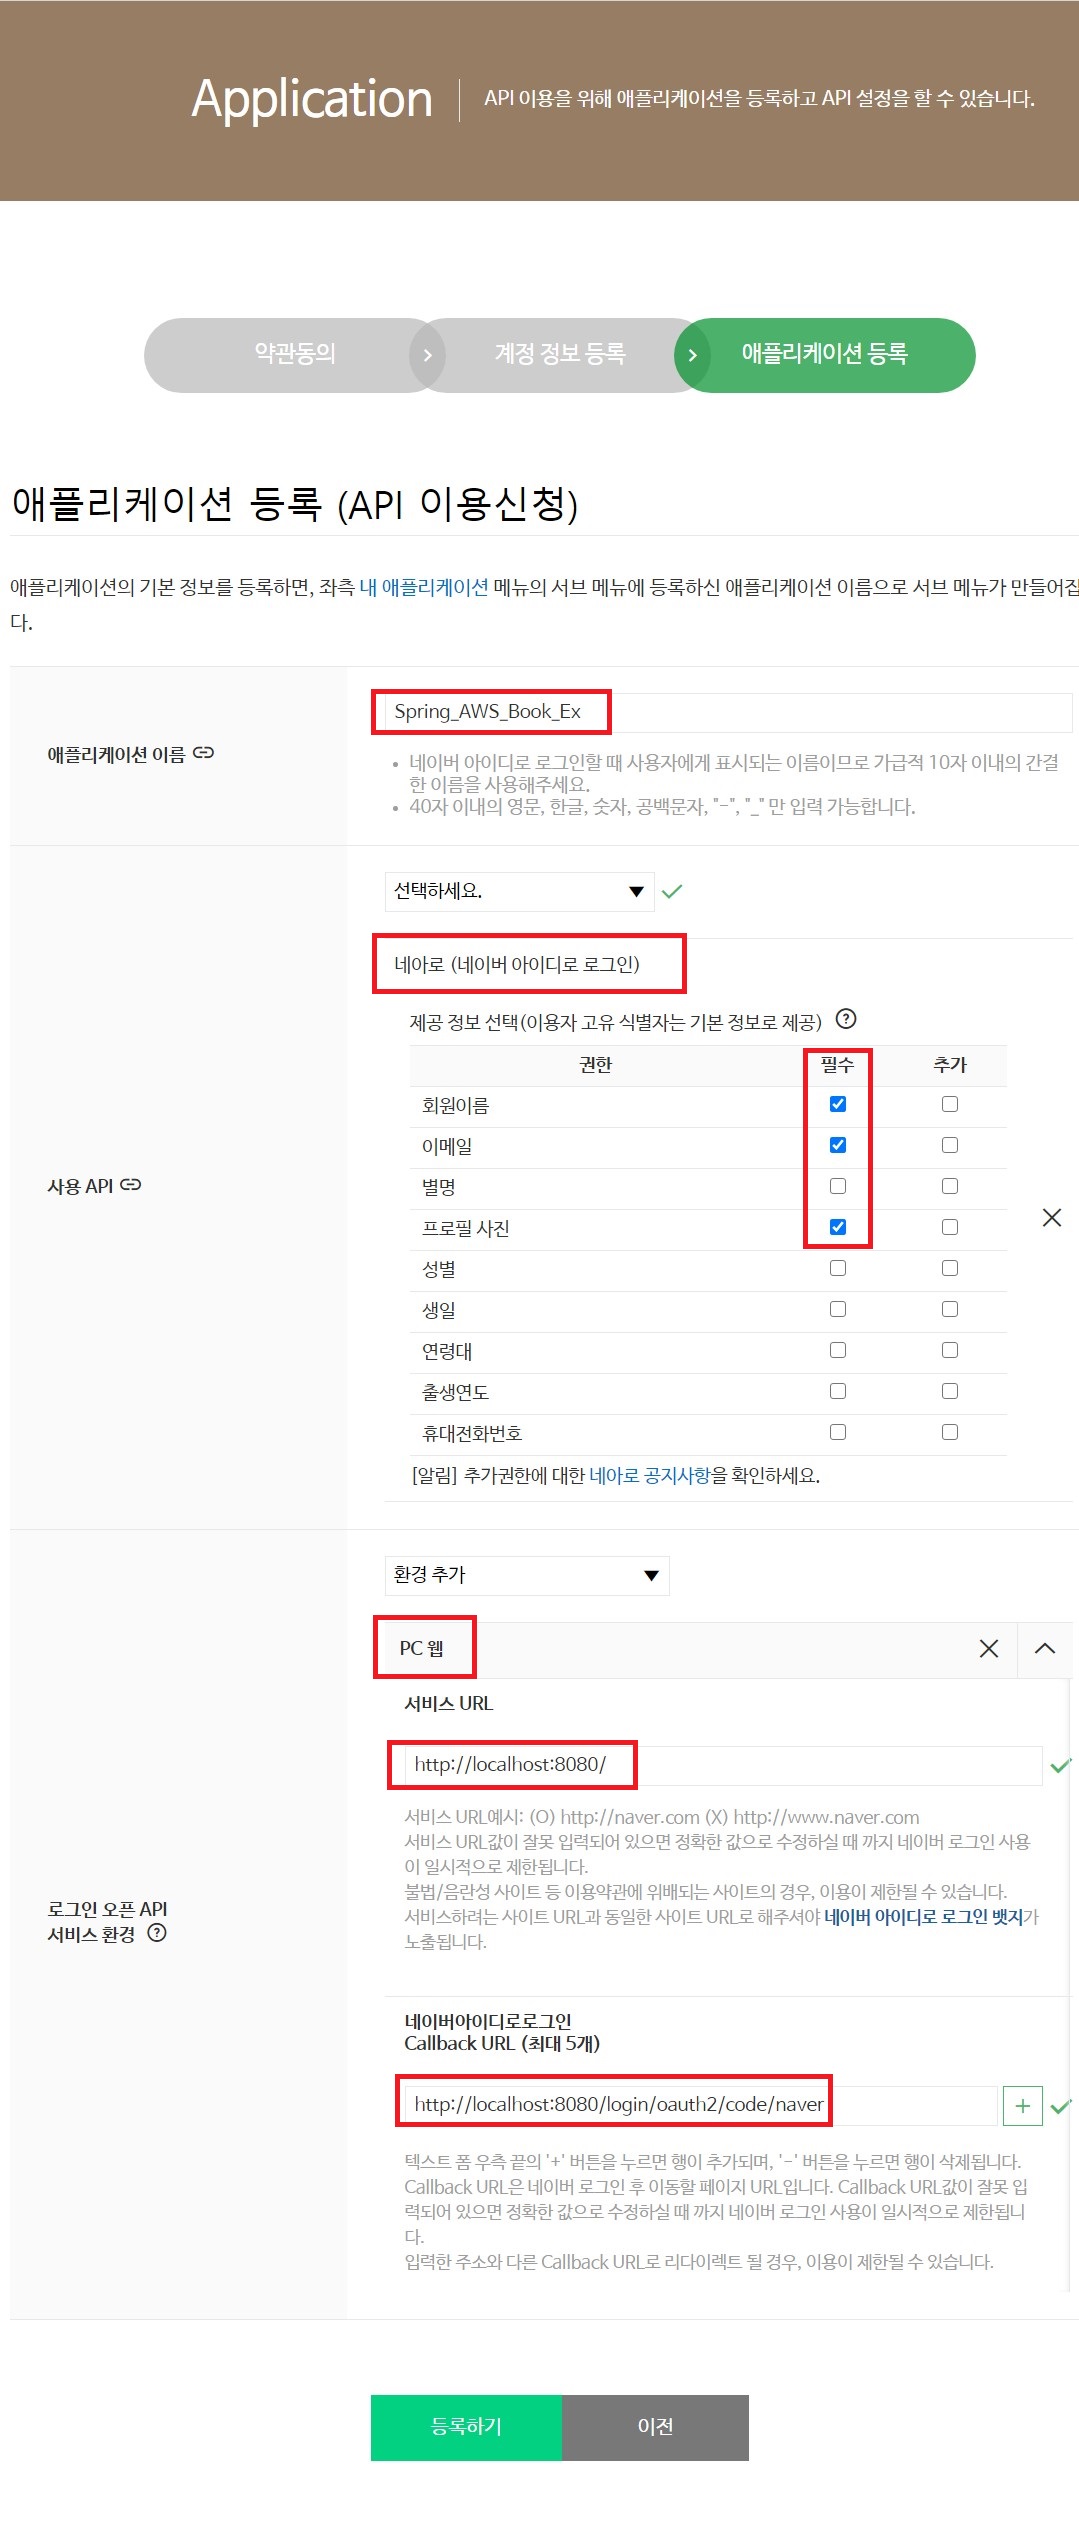 Application
API 이용을 위해 애플리케이션을 등록하고 API 설정을 할 수 있습니다.
약관동의
계정 정보 등록
애플리케이션 등록
애플리케이션 등록 (API 이용신청)
애플리케이션의 기본 정보를 등록하면, 좌측 내 애플리케이션 메뉴의 서브 메뉴에 등록하신 애플리케이션 이름으로 서브 메뉴가 만들어집
다.
애플리케이션 이름
Spring_AWS_Book_Ex
• 네이버 아이디로 로그인할 때 사용자에게 표시되는 이름이므로 가급적 10자 이내의 간결
한 이름을 사용해주세요.
• 40자 이내의 영문, 한글, 숫자, 공백문자, "-", "_" 만 입력 가능합니다.
사용 API
선택하세요.
네아로 (네이버 아이디로 로그인)
제공 정보 선택(이용자 고유 식별자는 기본 정보로 제공)
권한 필수 추가
회원이름
이메일
별명
프로필 사진
성별
생일
연령대
출생연도
휴대전화번호
[알림] 추가권한에 대한 네아로 공지사항을 확인하세요.
로그인 오픈 API
서비스 환경
환경 추가
PC 웹
서비스 URL
http://localhost:8080/
서비스 URL예시: (O) http://naver.com (X) http://www.naver.com
서비스 URL값이 잘못 입력되어 있으면 정확한 값으로 수정하실 때 까지 네이버 로그인 사용
이 일시적으로 제한됩니다.
불법/음란성 사이트 등 이용약관에 위배되는 사이트의 경우, 이용이 제한될 수 있습니다.
서비스하려는 사이트 URL과 동일한 사이트 URL로 해주셔야 네이버 아이디로 로그인 뱃지가
노출됩니다.
네이버아이디로로그인
Callback URL (최대 5개)
http://localhost:8080/login/oauth2/code/naver
+
텍스트 폼 우측 끝의 '+' 버튼을 누르면 행이 추가되며, '-' 버튼을 누르면 행이 삭제됩니다.
Callback URL은 네이버 로그인 후 이동할 페이지 URL입니다. Callback URL값이 잘못 입
력되어 있으면 정확한 값으로 수정하실 때 까지 네이버 로그인 사용이 일시적으로 제한됩니
다.
입력한 주소와 다른 Callback URL로 리다이렉트 될 경우, 이용이 제한될 수 있습니다.
등록하기
이전